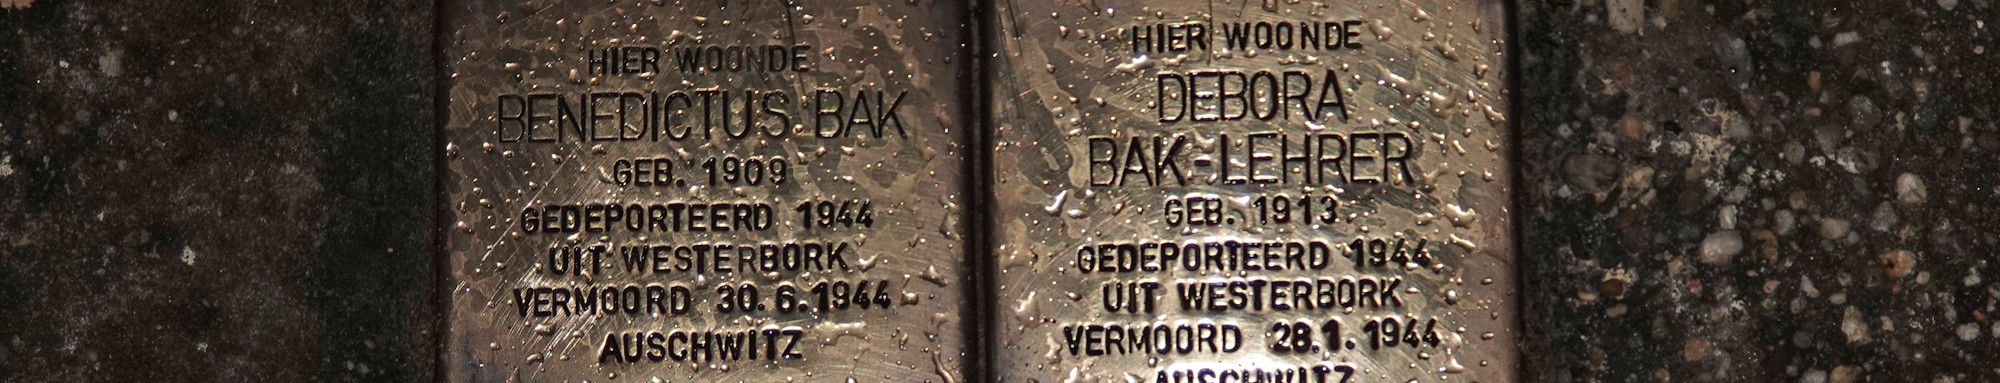 HIER WOONDE
BENEDICTUS BAK
GEB. 1909
GEDEPORTEERD 1944
UIT WESTERBORK
VERMOORD 30.6.1944
AUSCHWITZ
HIER WOONDE
DEBORA
BAK-LEHRER
GEB. 1913
GEDEPORTEERD 1944
UIT WESTERBORK
VERMOORD 28.1.1944
AUSCHWITZ